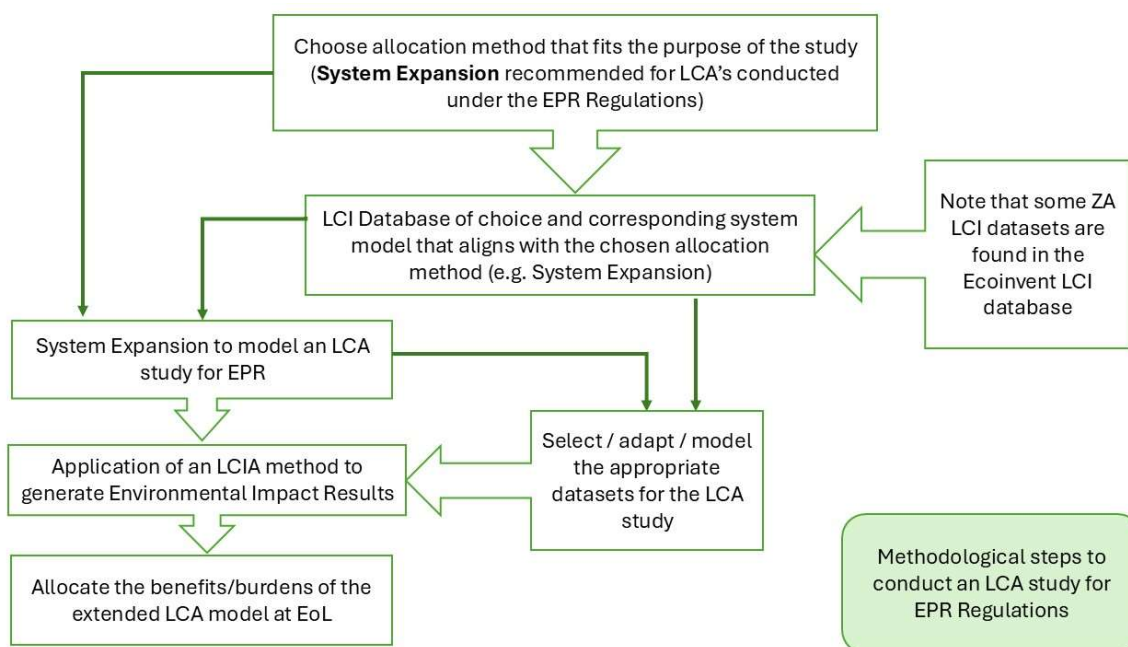 Choose allocation method that fits the purpose of the study
(System Expansion recommended for LCA's conducted
under the EPR Regulations)
LCI Database of choice and corresponding system
model that aligns with the chosen allocation
method (e.g. System Expansion)
Note that some ZA
LCI datasets are
found in the
Ecoinvent LCI
database
System Expansion to model an LCA
study for EPR
Select / adapt / model
the appropriate
datasets for the LCA
study
Application of an LCIA method to
generate Environmental Impact Results
Allocate the benefits/burdens of the
extended LCA model at EoL
Methodological steps to
conduct an LCA study for
EPR Regulations